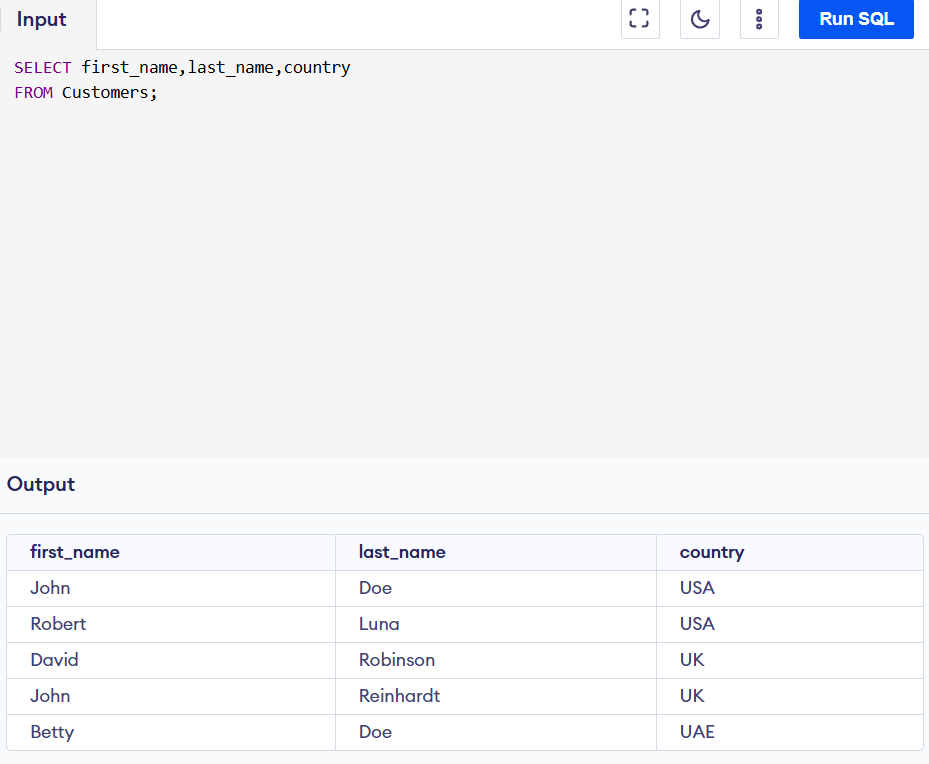 Input
Run SQL
SELECT first_name,last_name,country
FROM Customers;
Output
first_name last_name country
John Doe USA
Robert Luna USA
David Robinson UK
John Reinhardt UK
Betty Doe UAE